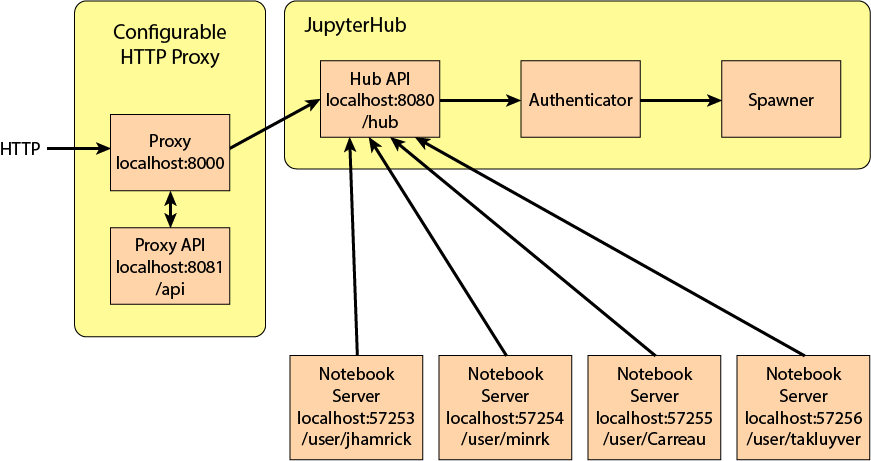 Configurable
HTTP Proxy
HTTP
Proxy
localhost:8000
Proxy API
localhost:8081
/api
JupyterHub
Hub API
localhost:8080
/hub
Authenticator
Spawner
Notebook
Server
localhost:57253
/user/jhamrick
Notebook
Server
localhost:57254
/user/minrk
Notebook
Server
localhost:57255
/user/Carreau
Notebook
Server
localhost:57256
/user/takluyver